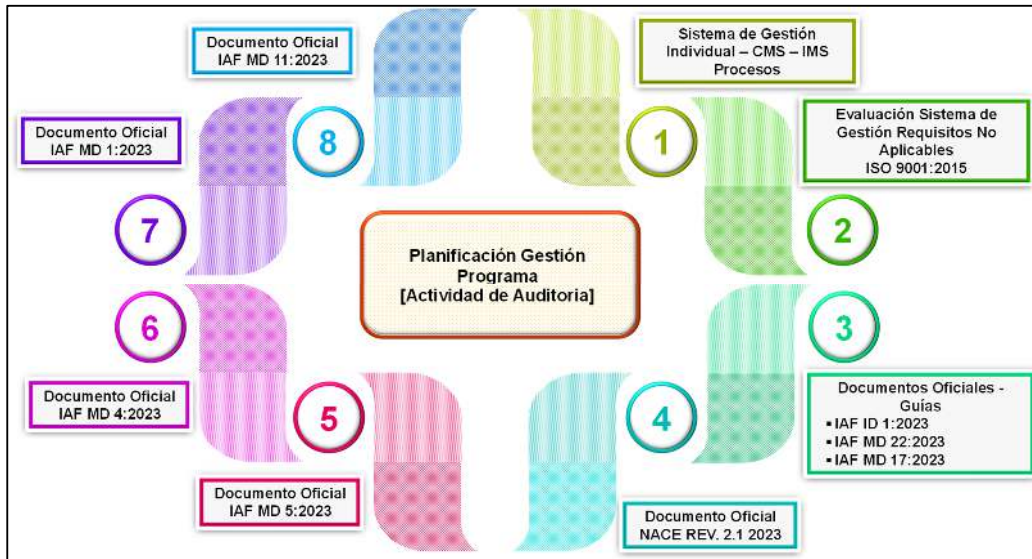 Planificación Gestión
Programa
[Actividad de Auditoria]
1
Sistema de Gestión
Individual – CMS – IMS
Procesos
2
Evaluación Sistema de
Gestión Requisitos No
Aplicables
ISO 9001:2015
3
Documentos Oficiales -
Guías
▪ IAF ID 1:2023
▪ IAF MD 22:2023
▪ IAF MD 17:2023
4
Documento Oficial
NACE REV. 2.1 2023
5
Documento Oficial
IAF MD 5:2023
6
Documento Oficial
IAF MD 4:2023
7
Documento Oficial
IAF MD 1:2023
8
Documento Oficial
IAF MD 11:2023